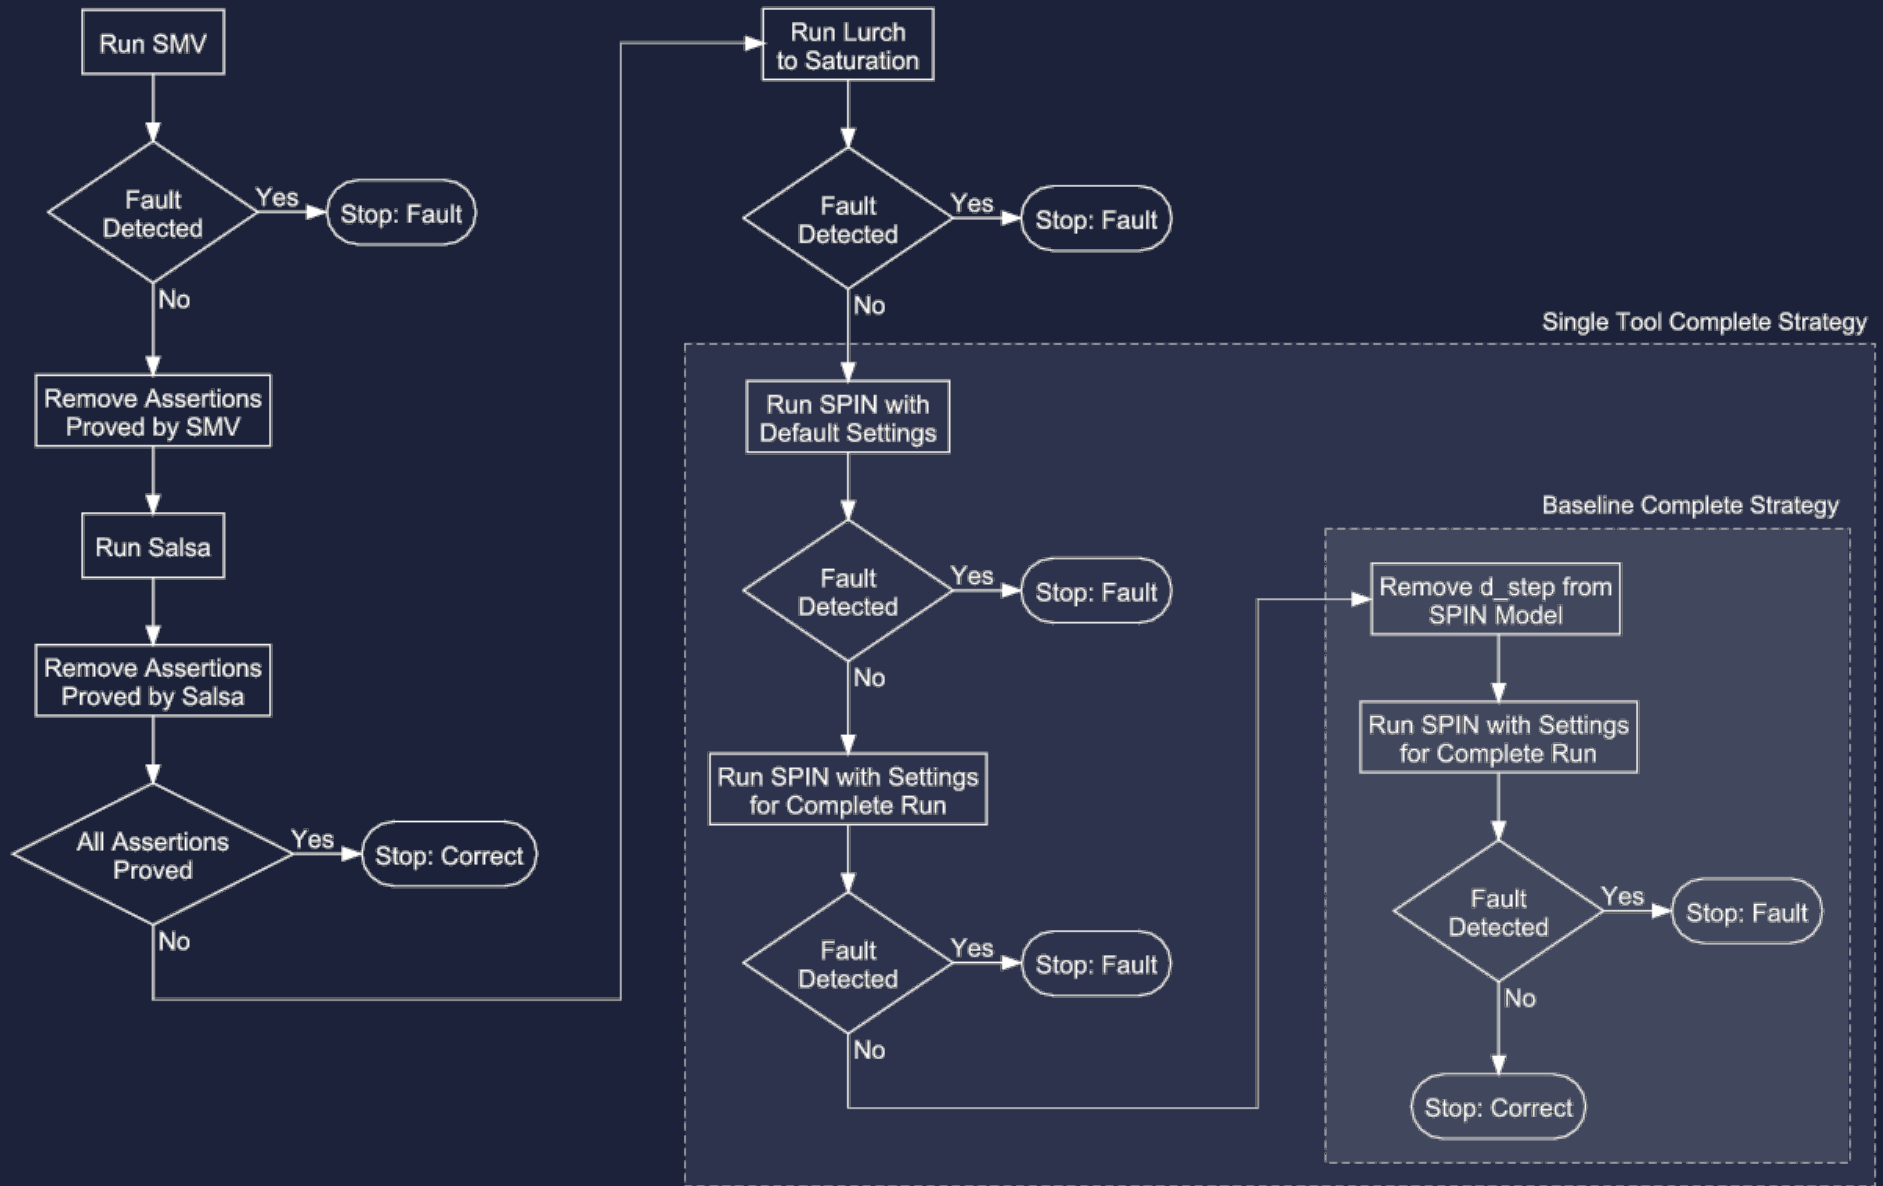 Run SMV
Fault
Detected
Yes
Stop: Fault
No
Remove Assertions
Proved by SMV
Run Salsa
Remove Assertions
Proved by Salsa
All Assertions
Proved
Yes
Stop: Correct
No
Run Lurch
to Saturation
Fault
Detected
Yes
Stop: Fault
No
Single Tool Complete Strategy
Run SPIN with
Default Settings
Fault
Detected
Yes
Stop: Fault
No
Run SPIN with Settings
for Complete Run
Fault
Detected
Yes
Stop: Fault
No
Baseline Complete Strategy
Remove d_step from
SPIN Model
Run SPIN with Settings
for Complete Run
Fault
Detected
Yes
Stop: Fault
No
Stop: Correct